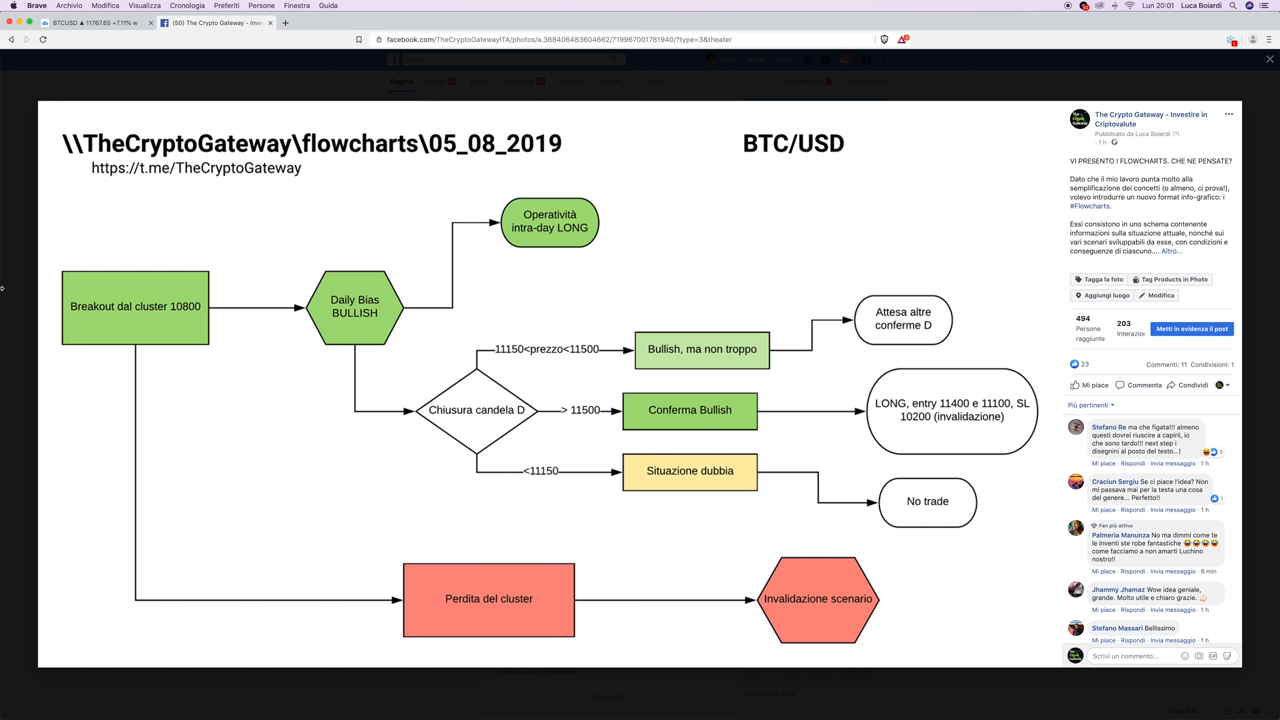 Brave Archivio Modifica Visualizza Cronologia Preferiti Persone Finestra Guida
Lun 20:01 Luca Boiardi
BTCUSD ▲ 11767.65 +7.11% w
(50) The Crypto Gateway - Inves
facebook.com/TheCryptoGatewayITA/photos/a.368406483604662/719967001781940/?type=3&theater
Pagina
\\TheCryptoGateway\flowcharts\05_08_2019
BTC/USD
https://t.me/TheCryptoGateway
Operatività
intra-day LONG
Breakout dal cluster 10800
Daily Bias
BULLISH
Attesa altre
conferme D
11150<prezzo<11500
Bullish, ma non troppo
Chiusura candela D
> 11500
Conferma Bullish
LONG, entry 11400 e 11100, SL
10200 (invalidazione)
<11150
Situazione dubbia
No trade
Perdita del cluster
Invalidazione scenario
The Crypto Gateway - Investire in
Criptovalute
Pubblicato da Luca Boiardi [?]
· 1 h ·
VI PRESENTO I FLOWCHARTS. CHE NE PENSATE?
Dato che il mio lavoro punta molto alla
semplificazione dei concetti (o almeno, ci prova!),
volevo introdurre un nuovo format info-grafico: i
#Flowcharts.
Essi consistono in uno schema contenente
informazioni sulla situazione attuale, nonché sui
vari scenari sviluppabili da esse, con condizioni e
conseguenze di ciascuno.... Altro...
Tagga la foto
Tag Products in Photo
Aggiungi luogo
Modifica
494
Persone
raggiunte
203
Interazioi
Metti in evidenza il post
23
Commenti: 11 Condivisioni: 1
Mi piace
Commenta
Condividi
Più pertinenti
Stefano Re ma che figata!!! almeno
questi dovrei riuscire a capirli, io
che sono tardo!!! next step i
disegnini al posto del testo...!
6
Mi piace · Rispondi · Invia messaggio · 1 h
Craciun Sergiu Se ci piace l'idea? Non
mi passava mai per la testa una cosa
del genere... Perfetto!!
1
Mi piace · Rispondi · Invia messaggio · 1 h
Fan più attivo
Palmeria Manunza No ma dimmi come te
le inventi ste robe fantastiche 😂😂😂😂
come facciamo a non amarti Luchino
nostro!!
Mi piace · Rispondi · Invia messaggio · 6 min
Jhammy Jhamaz Wow idea geniale,
grande. Molto utile e chiaro grazie.
Mi piace · Rispondi · Invia messaggio · 1 h
Stefano Massari Bellissimo
Mi piace · Rispondi · Invia messaggio · 1 h
Scrivi un commento...